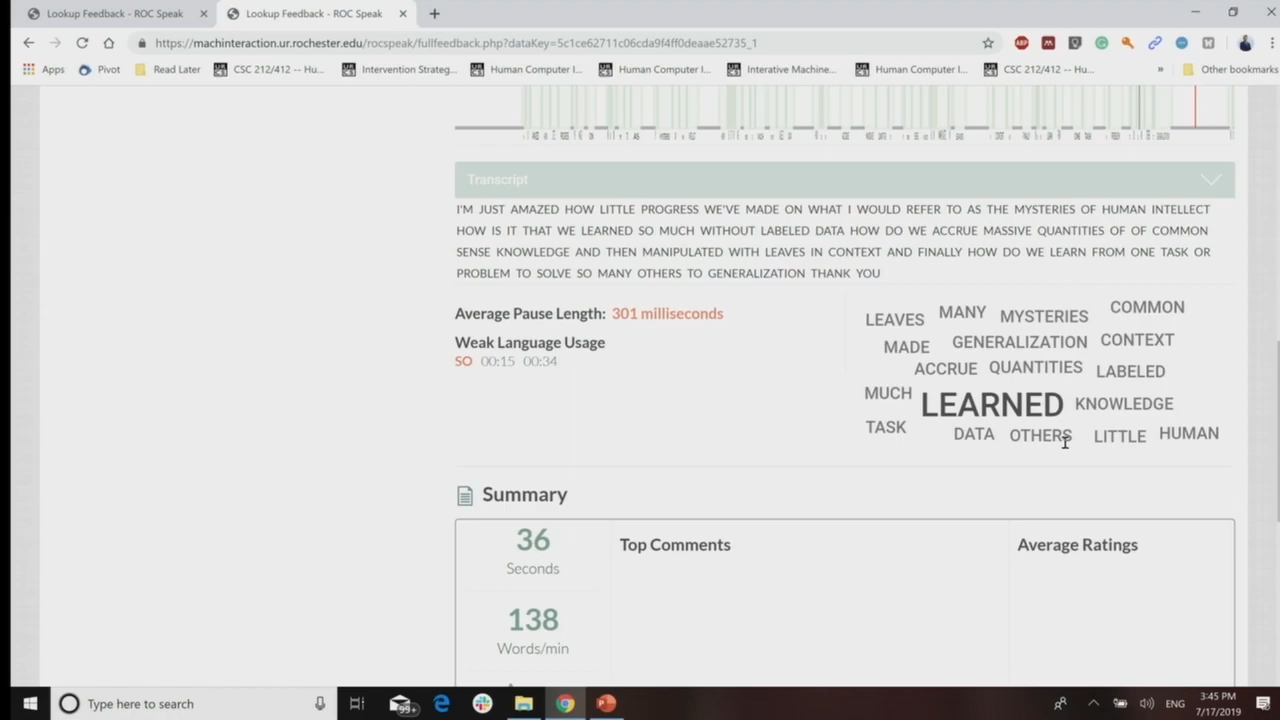 Lookup Feedback - ROC Speak
Lookup Feedback - ROC Speak
https://machinteraction.ur.rochester.edu/rocspeak/fullfeedback.php?dataKey=5c1ce62711c06cda9f4ff0deaae52735_1
Apps Pivot Read Later CSC 212/412 -- Hu... Intervention Strateg... Human Computer I... Human Computer I... Interative Machine... Human Computer I... CSC 212/412 -- Hu... » Other bookmarks
Transcript
I'M JUST AMAZED HOW LITTLE PROGRESS WE'VE MADE ON WHAT I WOULD REFER TO AS THE MYSTERIES OF HUMAN INTELLECT
HOW IS IT THAT WE LEARNED SO MUCH WITHOUT LABELED DATA HOW DO WE ACCRUE MASSIVE QUANTITIES OF OF COMMON
SENSE KNOWLEDGE AND THEN MANIPULATED WITH LEAVES IN CONTEXT AND FINALLY HOW DO WE LEARN FROM ONE TASK OR
PROBLEM TO SOLVE SO MANY OTHERS TO GENERALIZATION THANK YOU
Average Pause Length: 301 milliseconds
Weak Language Usage
SO 00:15 00:34
LEAVES MANY MYSTERIES COMMON
MADE GENERALIZATION CONTEXT
ACCRUE QUANTITIES LABELED
MUCH LEARNED KNOWLEDGE
TASK DATA OTHERS LITTLE HUMAN
Summary
36
Seconds
138
Words/min
Top Comments
Average Ratings
Type here to search
99+
ENG
3:45 PM
7/17/2019